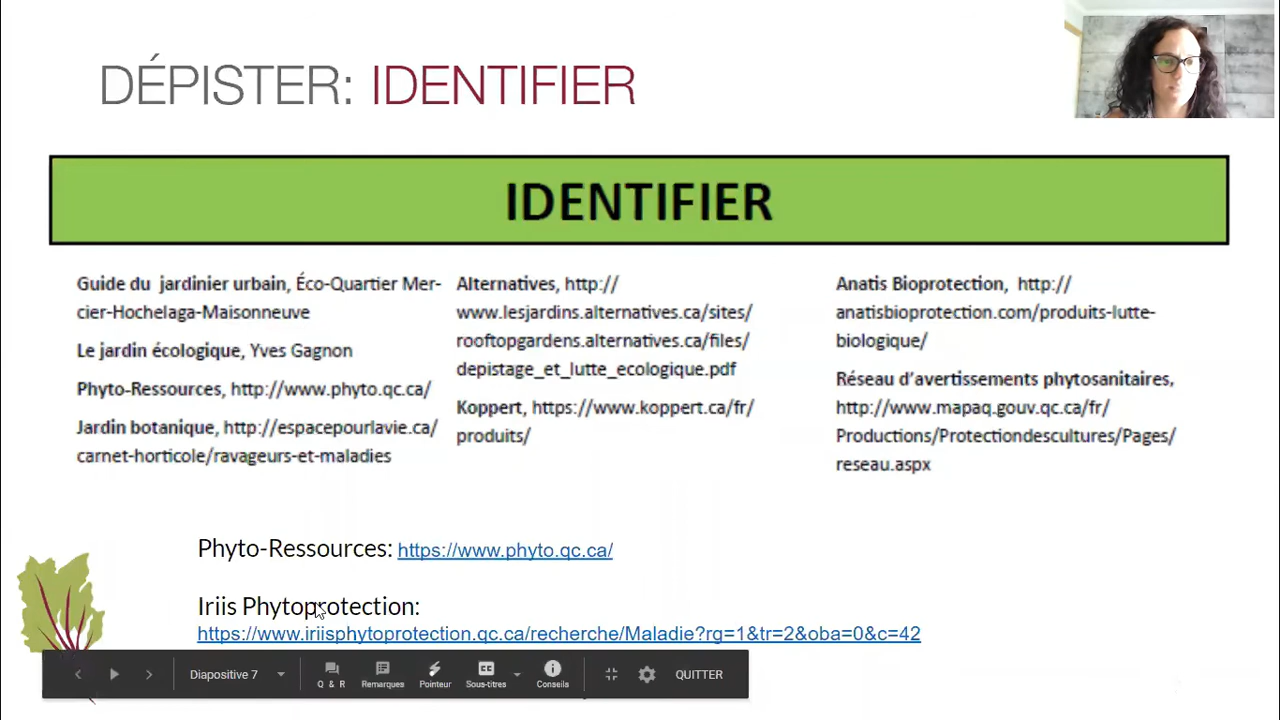 DÉPISTER: IDENTIFIER
IDENTIFIER
Guide du jardinier urbain, Éco-Quartier Mer-
cier-Hochelaga-Maisonneuve
Le jardin écologique, Yves Gagnon
Phyto-Ressources, http://www.phyto.qc.ca/
Jardin botanique, http://espacepourlavie.ca/
carnet-horticole/ravageurs-et-maladies
Alternatives, http://
www.lesjardins.alternatives.ca/sites/
rooftopgardens.alternatives.ca/files/
depistage_et_lutte_ecologique.pdf
Koppert, https://www.koppert.ca/fr/
produits/
Anatis Bioprotection, http://
anatisbioprotection.com/produits-lutte-
biologique/
Réseau d'avertissements phytosanitaires,
http://www.mapaq.gouv.qc.ca/fr/
Productions/Protectiondescultures/Pages/
reseau.aspx
Phyto-Ressources: https://www.phyto.qc.ca/
Iriis Phytoprotection:
https://www.iriisphytoprotection.qc.ca/recherche/Maladie?rg=1&tr=2&oba=0&c=42
Diapositive 7
Q & R
Remarques
Pointeur
Sous-titres
Conseils
QUITTER